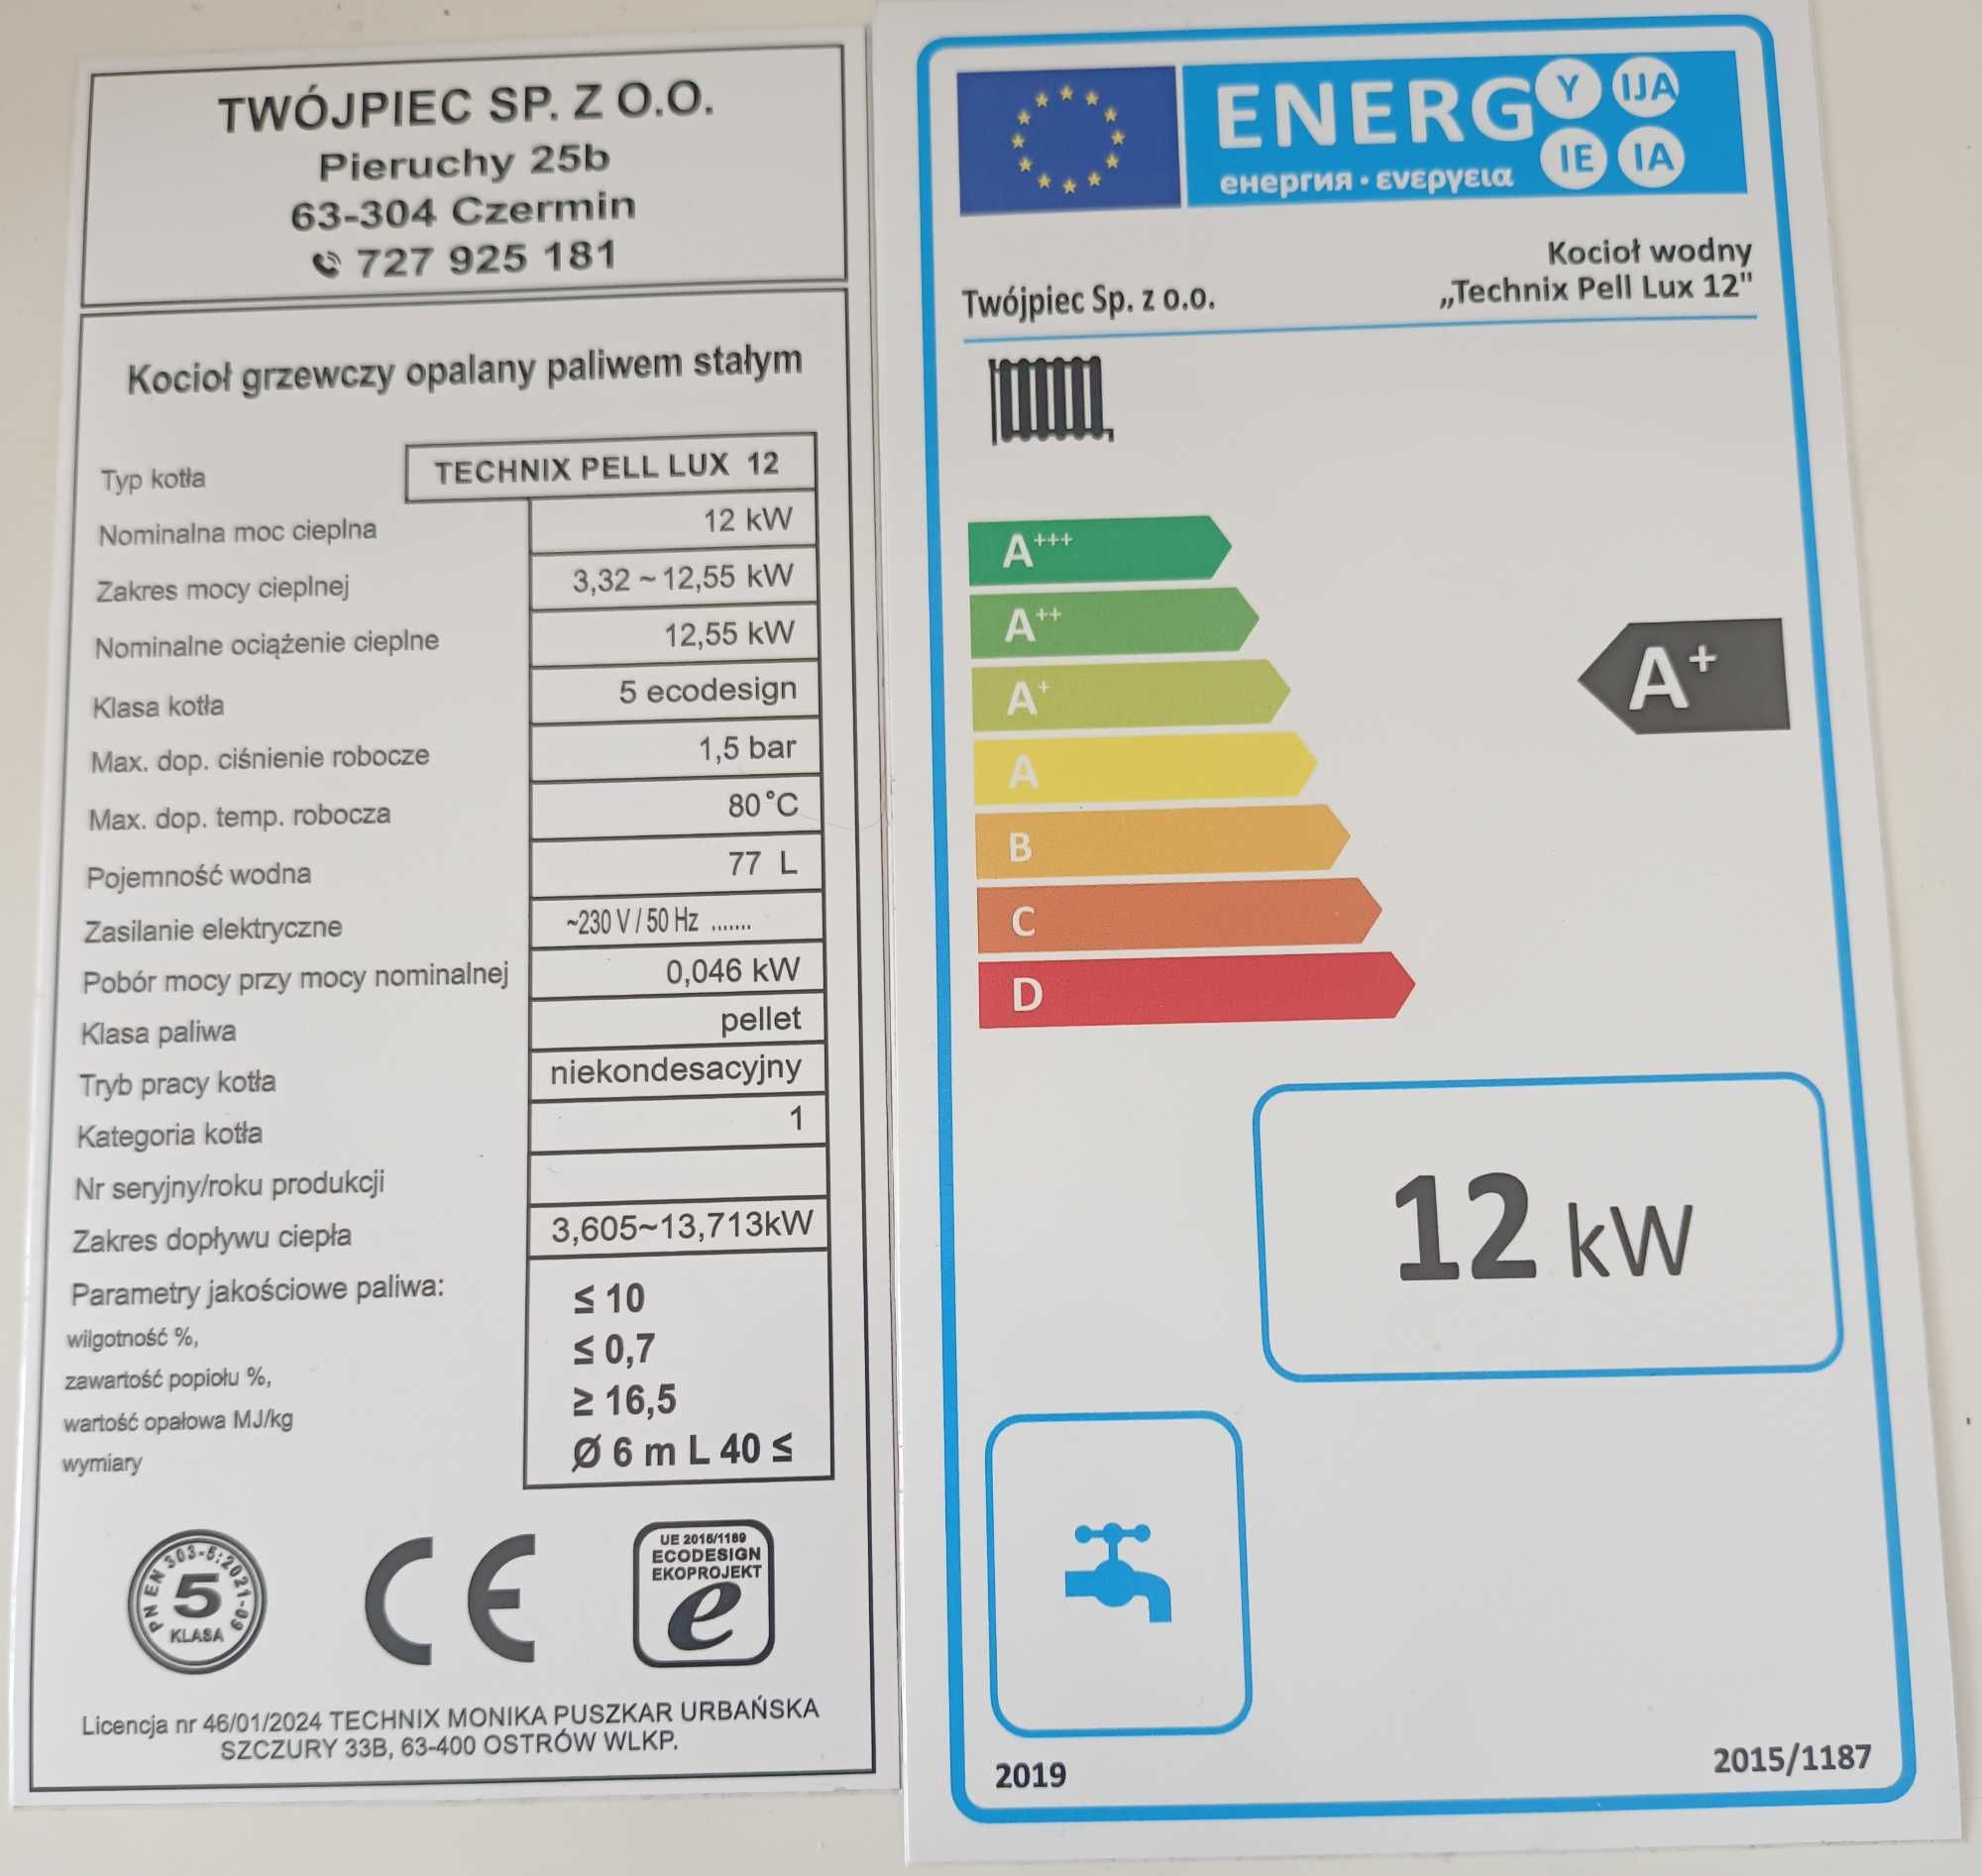 TWÓJPIEC SP. Z O.O.
Pieruchy 25b
63-304 Czermin
727 925 181
Kocioł grzewczy opalany paliwem stałym
Typ kotła TECHNIX PELL LUX 12
Nominalna moc cieplna 12 kW
Zakres mocy cieplnej 3,32 ~ 12,55 kW
Nominalne ociążenie cieplne 12,55 kW
Klasa kotła 5 ecodesign
Max. dop. ciśnienie robocze 1,5 bar
Max. dop. temp. robocza 80°C
Pojemność wodna 77 L
Zasilanie elektryczne ~230 V / 50 Hz .......
Pobór mocy przy mocy nominalnej 0,046 kW
Klasa paliwa pellet
Tryb pracy kotła niekondesacyjny
Kategoria kotła 1
Nr seryjny/roku produkcji
Zakres dopływu ciepła 3,605~13,713kW
Parametry jakościowe paliwa:
wilgotność %, ≤ 10
zawartość popiołu %, ≤ 0,7
wartość opałowa MJ/kg ≥ 16,5
wymiary Ø 6 m L 40 ≤
PN EN 303-5:2021-09
5
KLASA
CE
UE 2015/1189
ECODESIGN
EKOPROJEKT
e
Licencja nr 46/01/2024 TECHNIX MONIKA PUSZKAR URBAŃSKA
SZCZURY 33B, 63-400 OSTRÓW WLKP.
ENERG Y IJA
IE IA
енергия · ενεργεια
Kocioł wodny
Twójpiec Sp. z o.o. „Technix Pell Lux 12"
A+++
A++
A+
A+
A
B
C
D
12 kW
2019
2015/1187